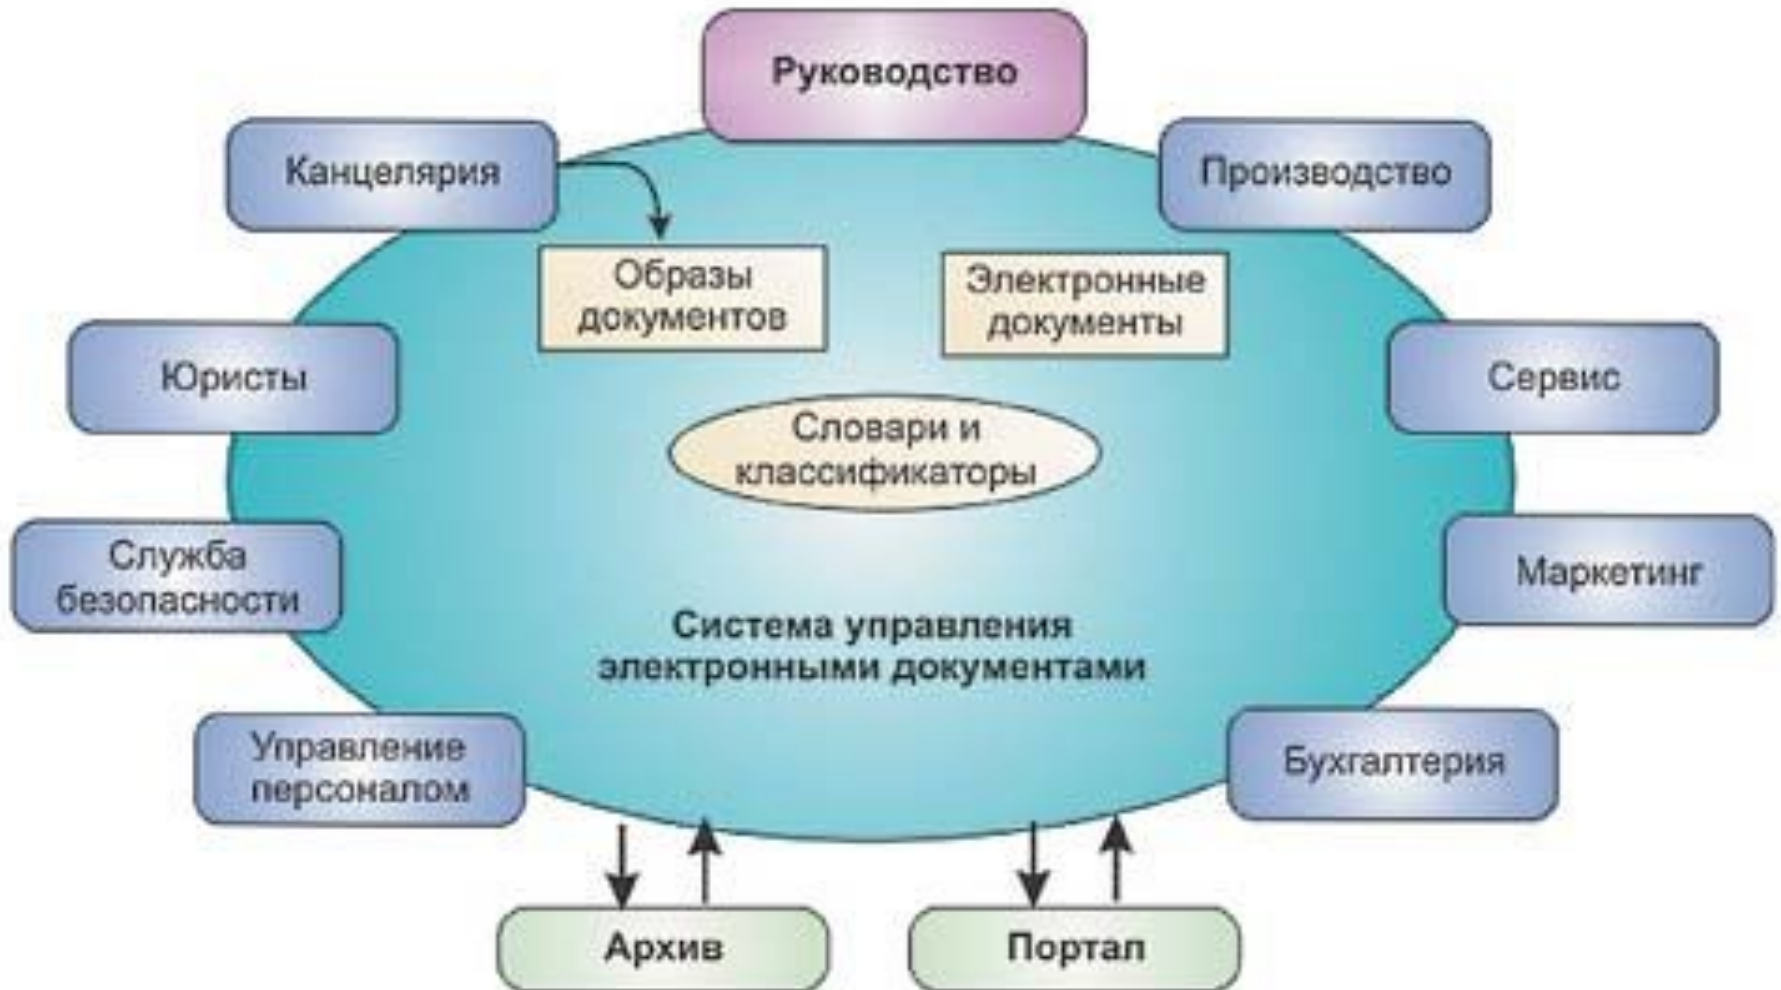 Руководство
Канцелярия
Производство
Образы
документов
Электронные
документы
Юристы
Сервис
Словари и
классификаторы
Служба
безопасности
Маркетинг
Система управления
электронными документами
Управление
персоналом
Бухгалтерия
Архив
Портал